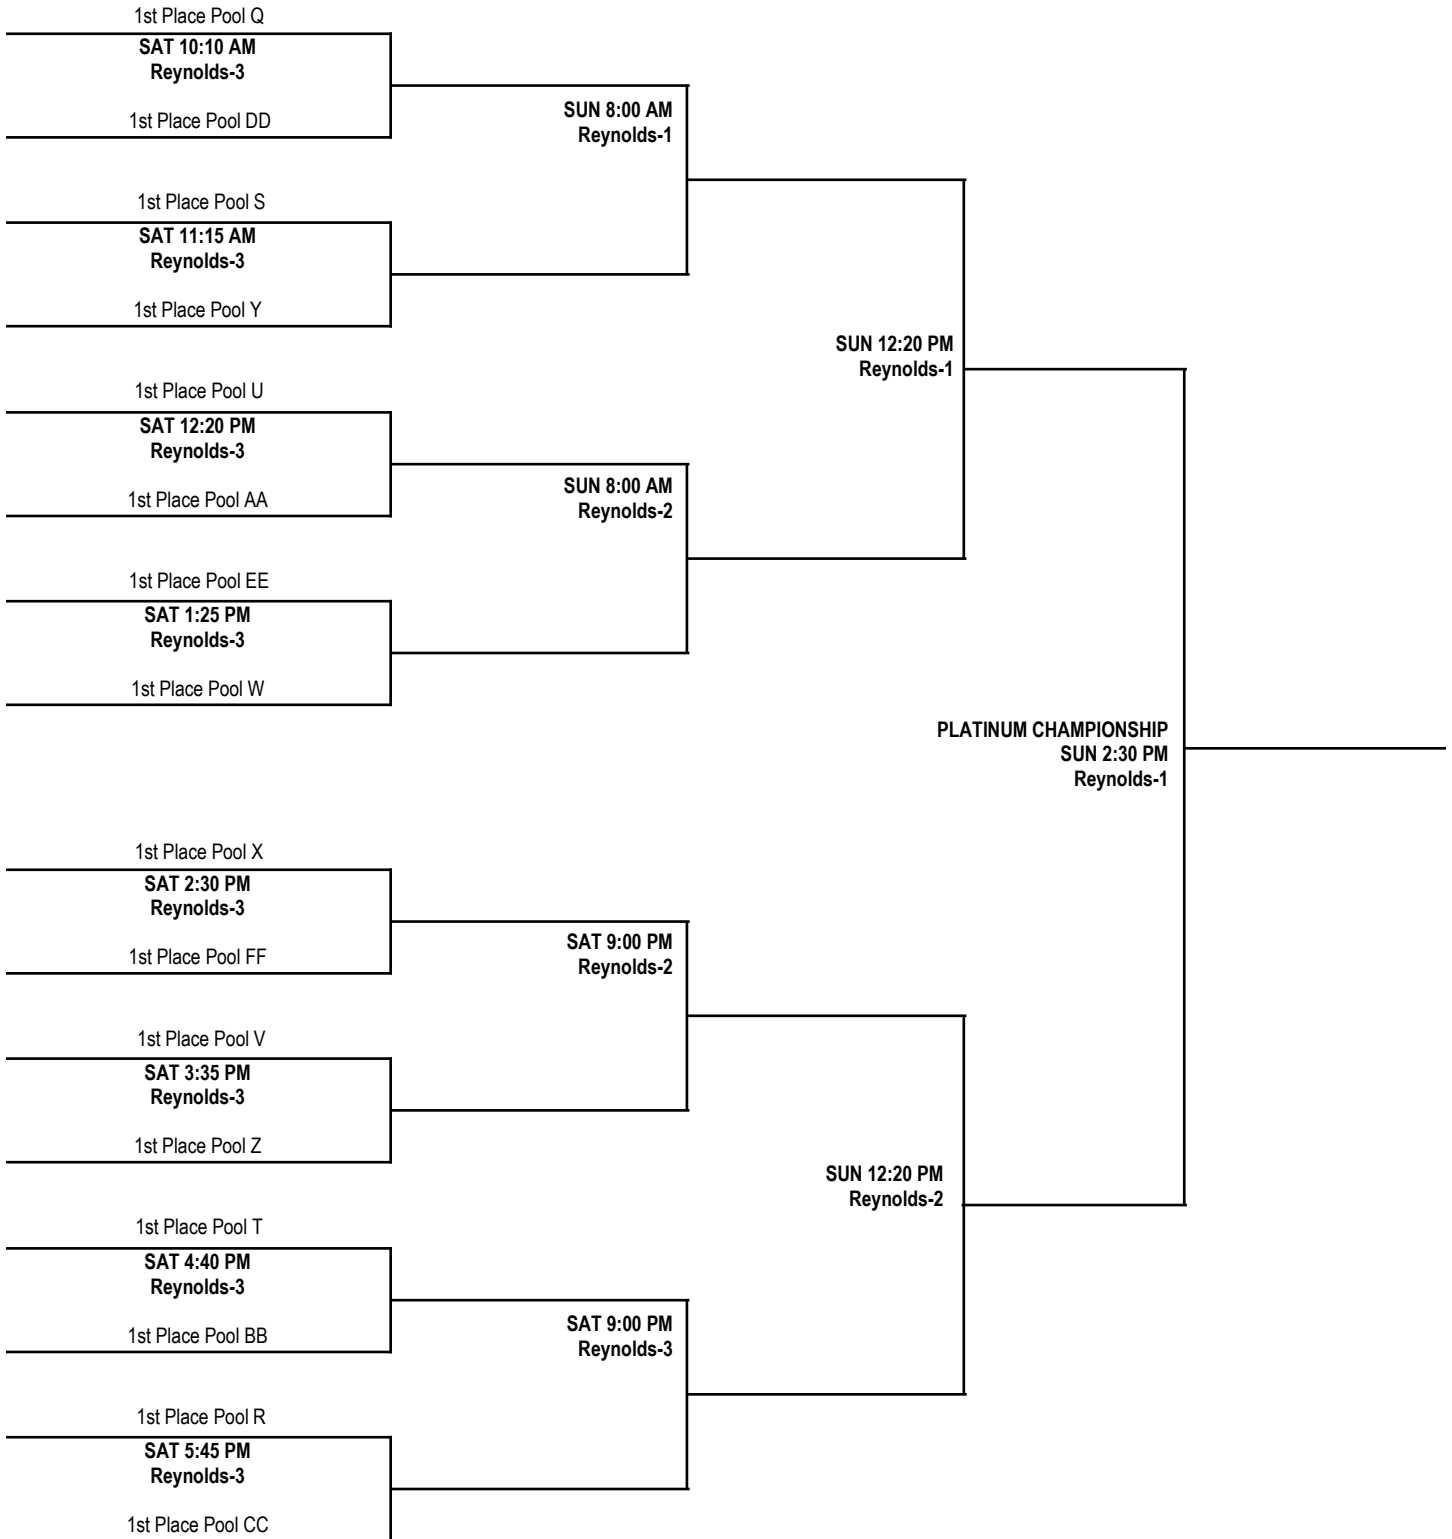 1st Place Pool Q
SAT 10:10 AM
Reynolds-3
1st Place Pool DD
SUN 8:00 AM
Reynolds-1
1st Place Pool S
SAT 11:15 AM
Reynolds-3
1st Place Pool Y
SUN 12:20 PM
Reynolds-1
1st Place Pool U
SAT 12:20 PM
Reynolds-3
1st Place Pool AA
SUN 8:00 AM
Reynolds-2
1st Place Pool EE
SAT 1:25 PM
Reynolds-3
1st Place Pool W
PLATINUM CHAMPIONSHIP
SUN 2:30 PM
Reynolds-1
1st Place Pool X
SAT 2:30 PM
Reynolds-3
1st Place Pool FF
SAT 9:00 PM
Reynolds-2
1st Place Pool V
SAT 3:35 PM
Reynolds-3
1st Place Pool Z
SUN 12:20 PM
Reynolds-2
1st Place Pool T
SAT 4:40 PM
Reynolds-3
1st Place Pool BB
SAT 9:00 PM
Reynolds-3
1st Place Pool R
SAT 5:45 PM
Reynolds-3
1st Place Pool CC